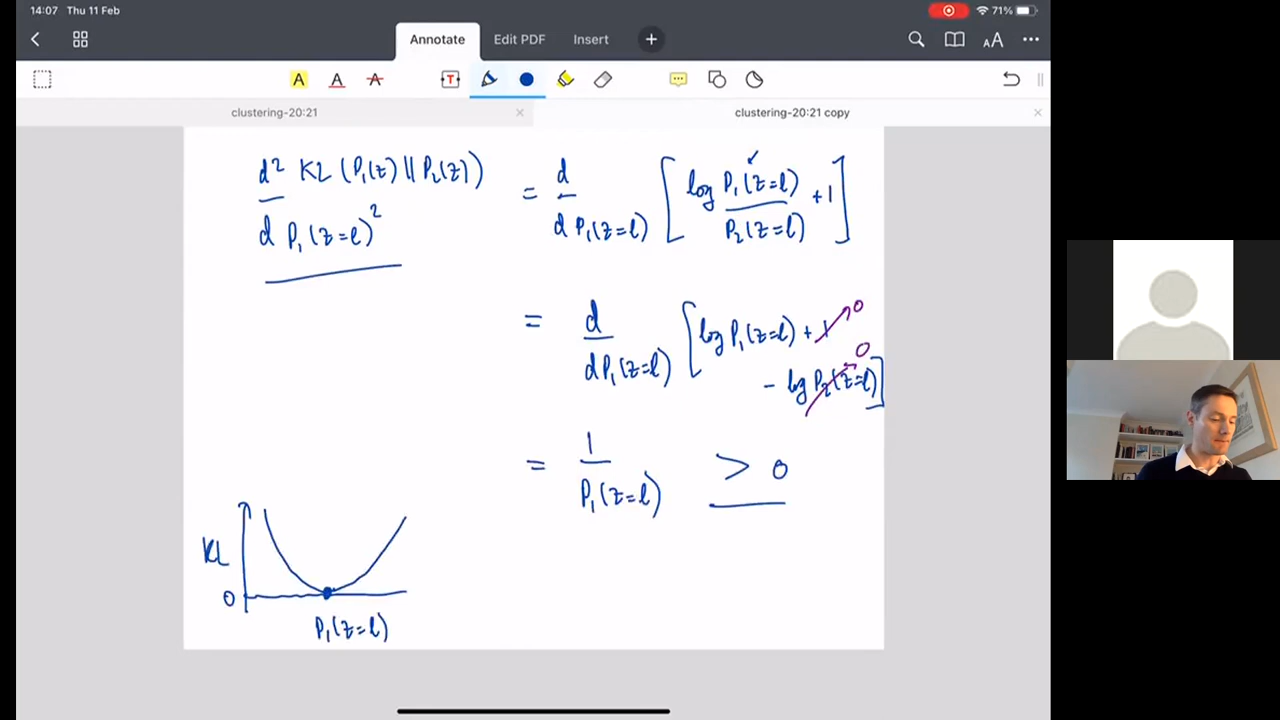 14:07 Thu 11 Feb
71%
Annotate
Edit PDF
Insert
AA
A A A T
clustering-20:21
clustering-20:21 copy
d² KL (P₁(z) || P₂(z)) = d [ log P₁(z=l) + 1 ]
d P₁(z=l)² d P₁(z=l) P₂(z=l)
= d [ log P₁(z=l) + 1 0
dP₁(z=l) - log P₂(z=l) ] 0
= 1 > 0
P₁(z=l)
KL
0
P₁(z=l)